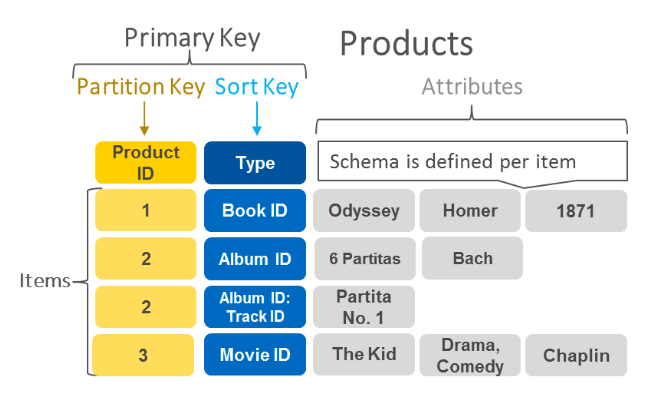 Primary Key
Products
Partition Key
Sort Key
Attributes
Product
ID
Type
Schema is defined per item
1
Book ID
Odyssey
Homer
1871
Items
2
Album ID
6 Partitas
Bach
2
Album ID:
Track ID
Partita
No. 1
3
Movie ID
The Kid
Drama,
Comedy
Chaplin